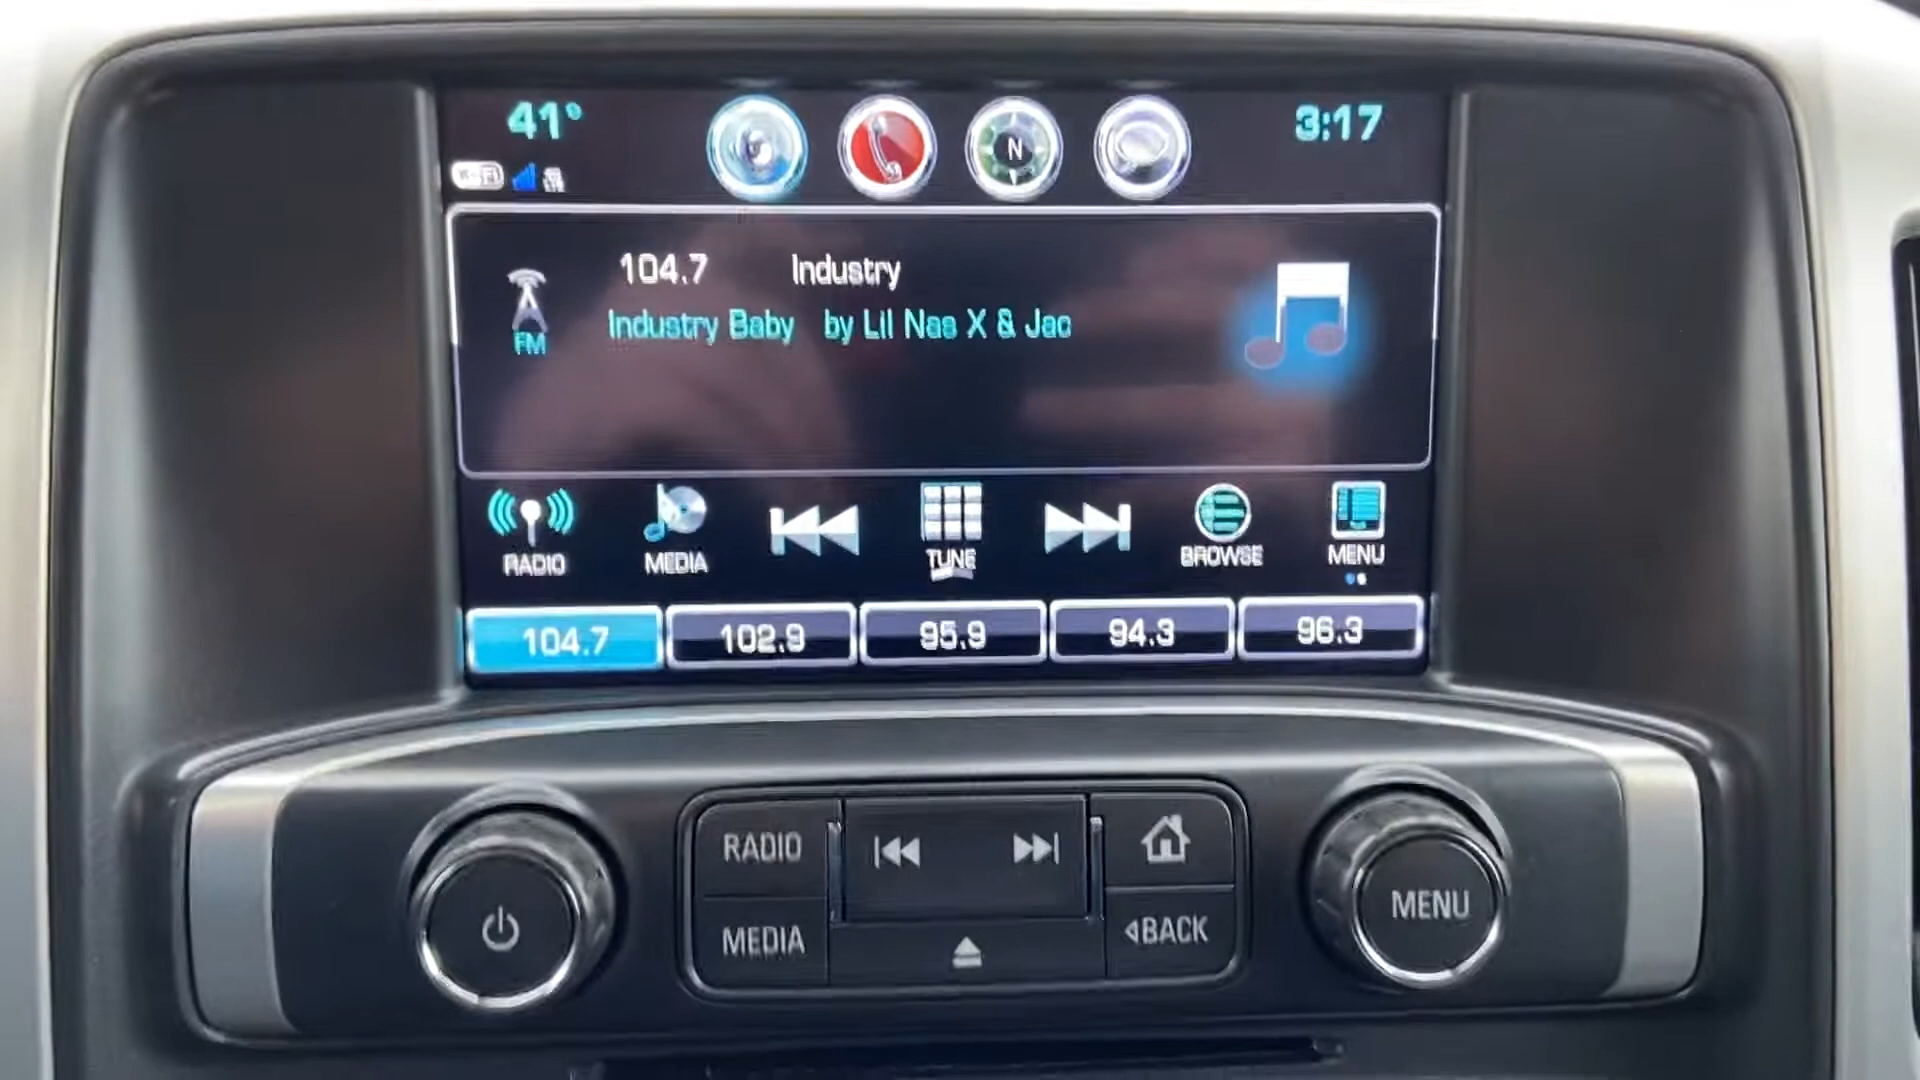 41° 3:17
WiFi
N
104.7 Industry
FM
Industry Baby by Lil Nas X & Jac
RADIO MEDIA TUNE BROWSE MENU
104.7 102.9 95.9 94.3 96.3
RADIO
MEDIA
BACK
MENU